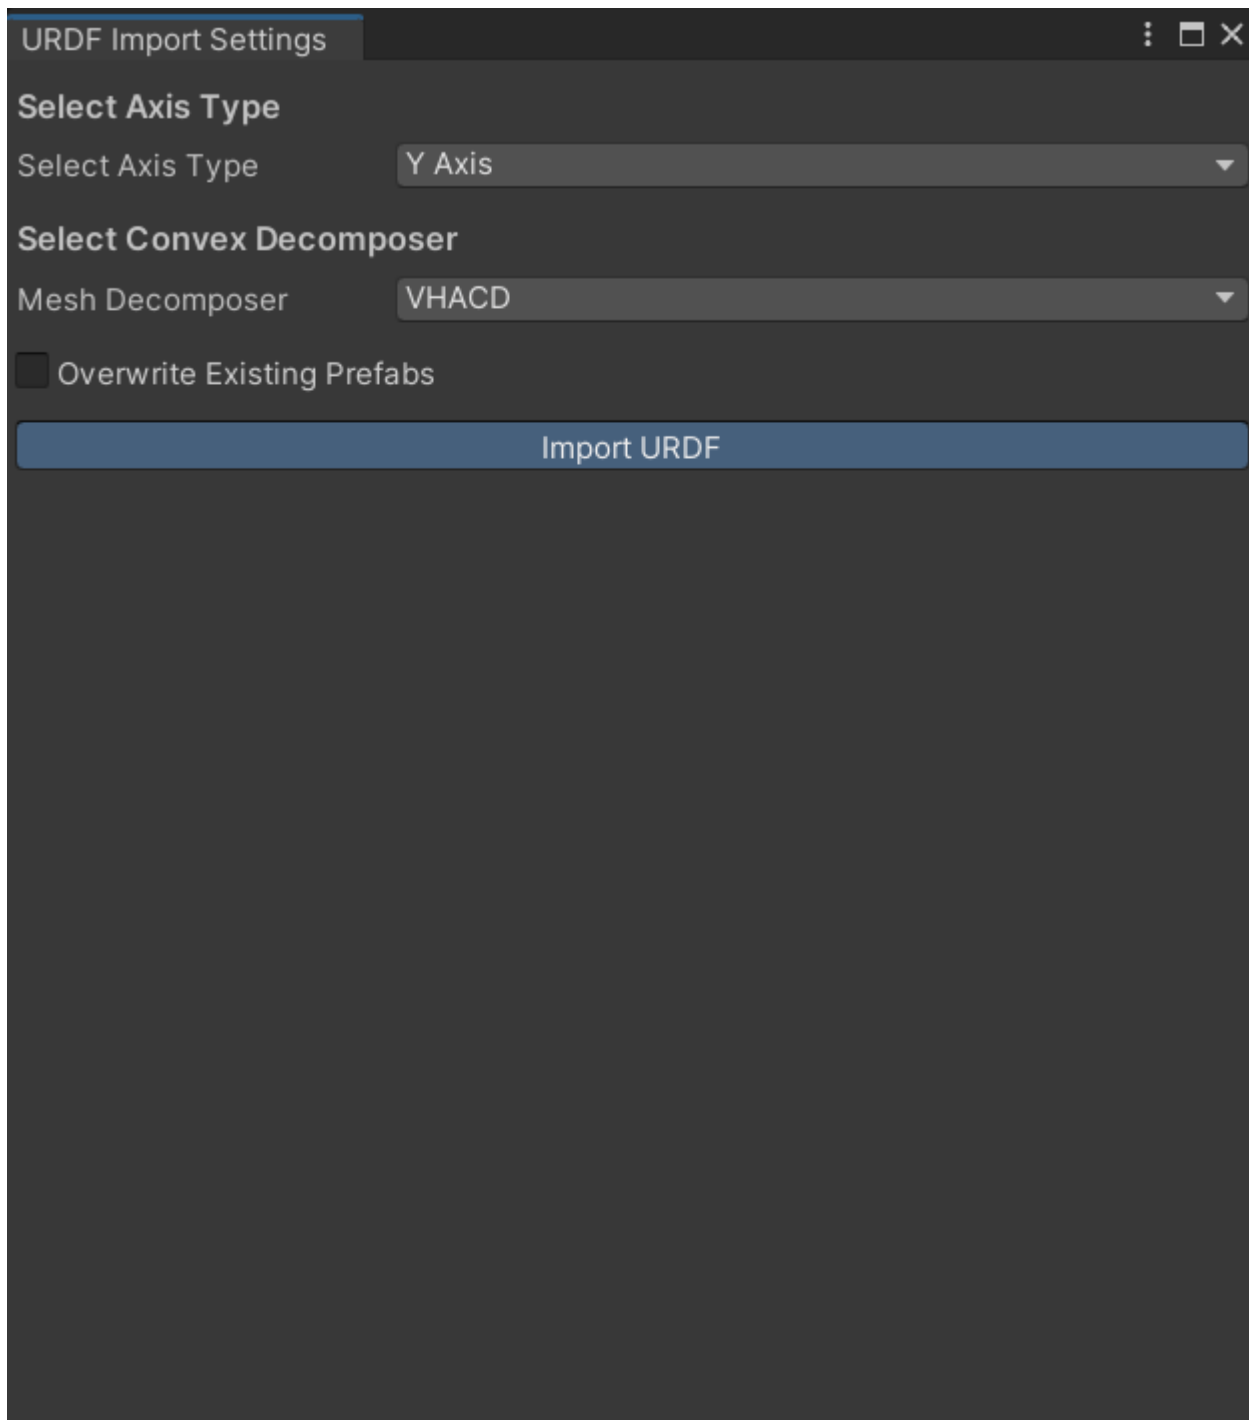 URDF Import Settings
Select Axis Type
Select Axis Type Y Axis
Select Convex Decomposer
Mesh Decomposer VHACD
Overwrite Existing Prefabs
Import URDF